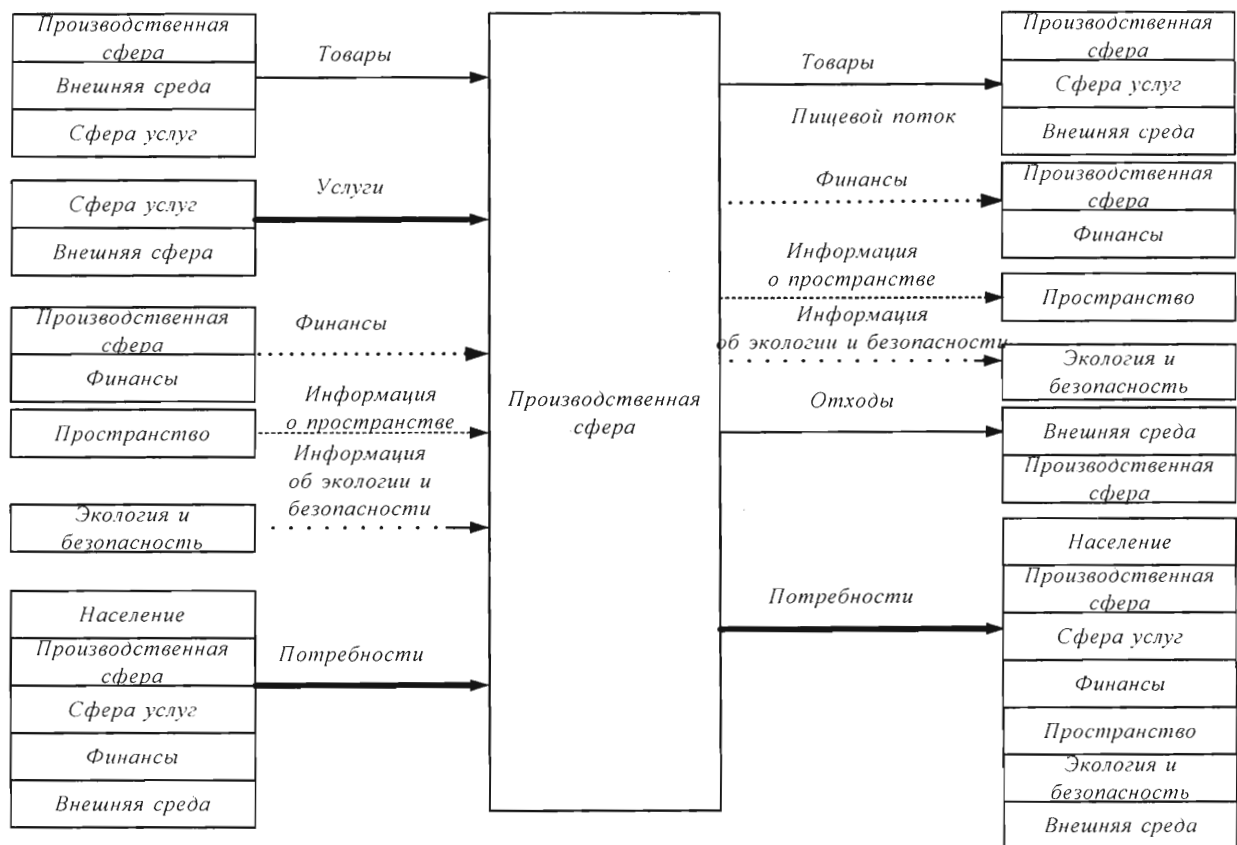 Производственная
сфера
Внешняя среда
Сфера услуг
Товары
Сфера услуг
Внешняя сфера
Услуги
Производственная
сфера
Финансы
Финансы
Пространство
Информация
о пространстве
Экология и
безопасность
Информация
об экологии и
безопасности
Население
Производственная
сфера
Сфера услуг
Финансы
Внешняя среда
Потребности
Производственная
сфера
Товары
Пищевой поток
Производственная
сфера
Сфера услуг
Внешняя среда
Финансы
Производственная
сфера
Финансы
Информация
о пространстве
Пространство
Информация
об экологии и безопасности
Экология и
безопасность
Отходы
Внешняя среда
Производственная
сфера
Потребности
Население
Производственная
сфера
Сфера услуг
Финансы
Пространство
Экология и
безопасность
Внешняя среда